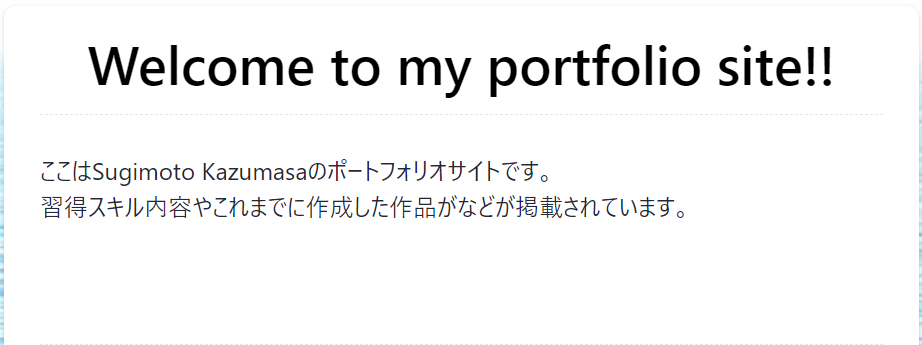 Welcome to my portfolio site!!
ここはSugimoto Kazumasaのポートフォリオサイトです。
習得スキル内容やこれまでに作成した作品がなどが掲載されています。